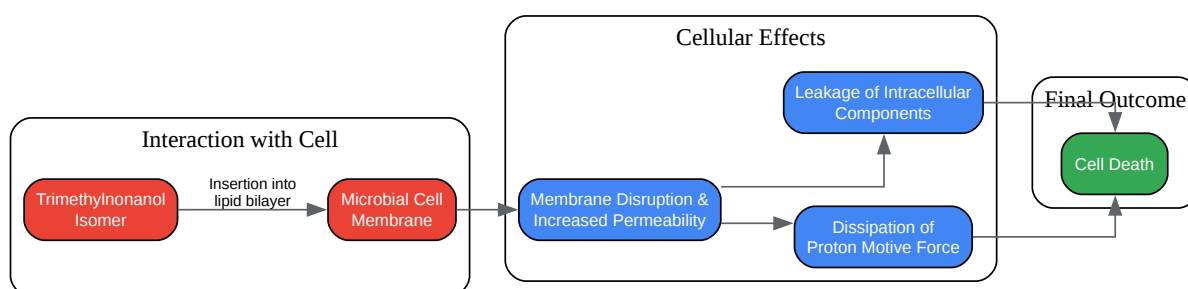 Interaction with Cell
Trimethylnonanol
Isomer
Insertion into
lipid bilayer
Microbial Cell
Membrane
Cellular Effects
Membrane Disruption &
Increased Permeability
Leakage of Intracellular
Components
Dissipation of
Proton Motive Force
Final Outcome
Cell Death